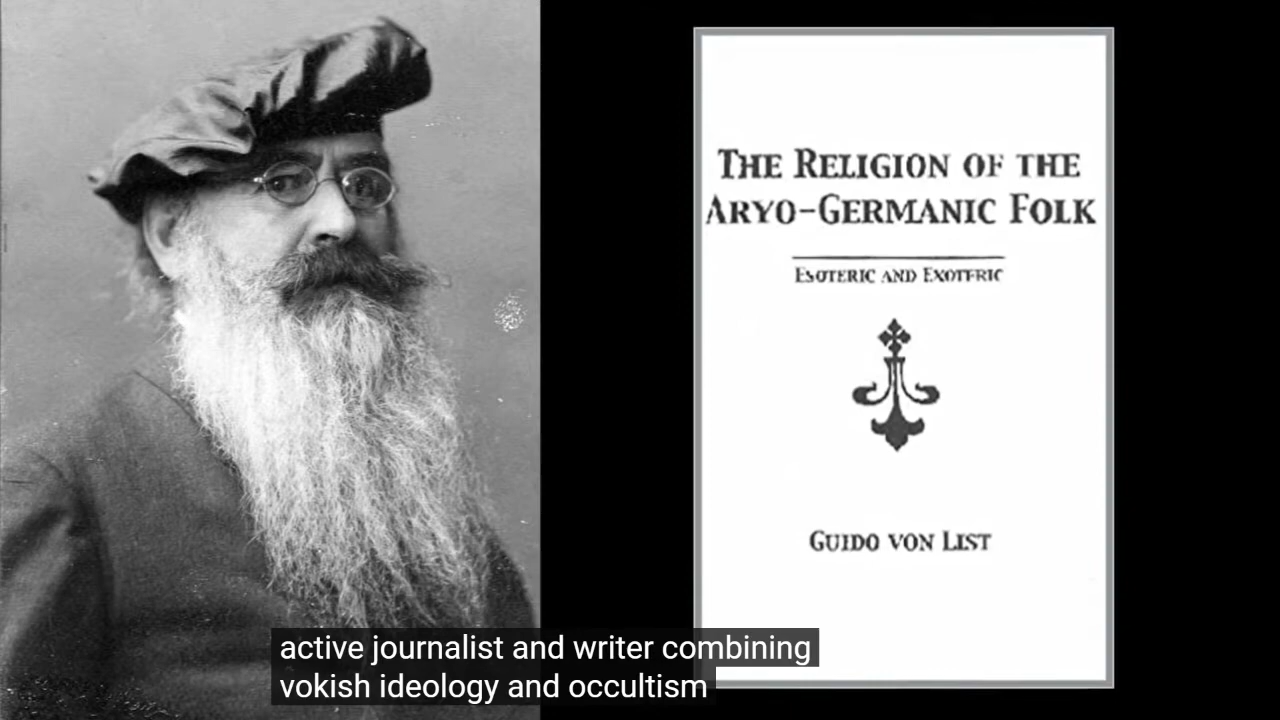 THE RELIGION OF THE
ARYO-GERMANIC FOLK
ESOTERIC AND EXOTERIC
GUIDO VON LIST
active journalist and writer combining
vokish ideology and occultism